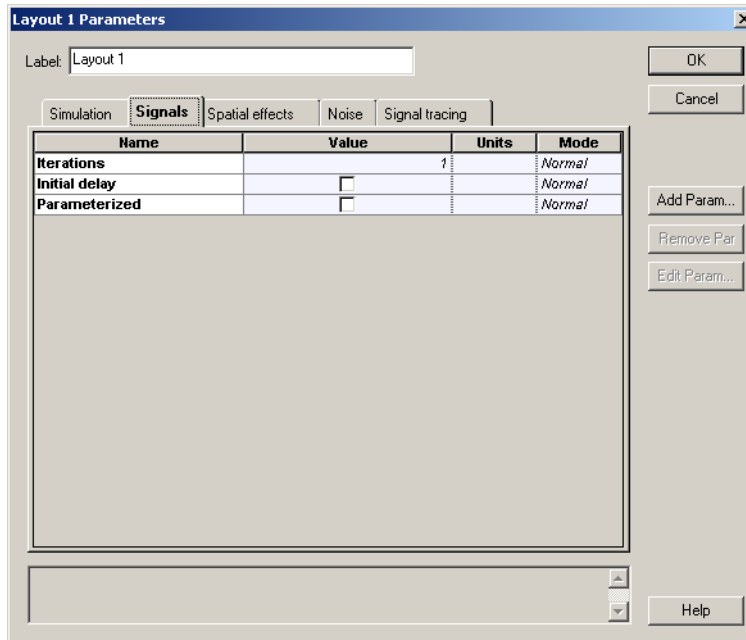 Layout 1 Parameters
Label: Layout 1
OK
Cancel
Simulation Signals Spatial effects Noise Signal tracing
Name Value Units Mode
Iterations 1 Normal
Initial delay Normal
Parameterized Normal
Add Param...
Remove Par
Edit Param...
Help